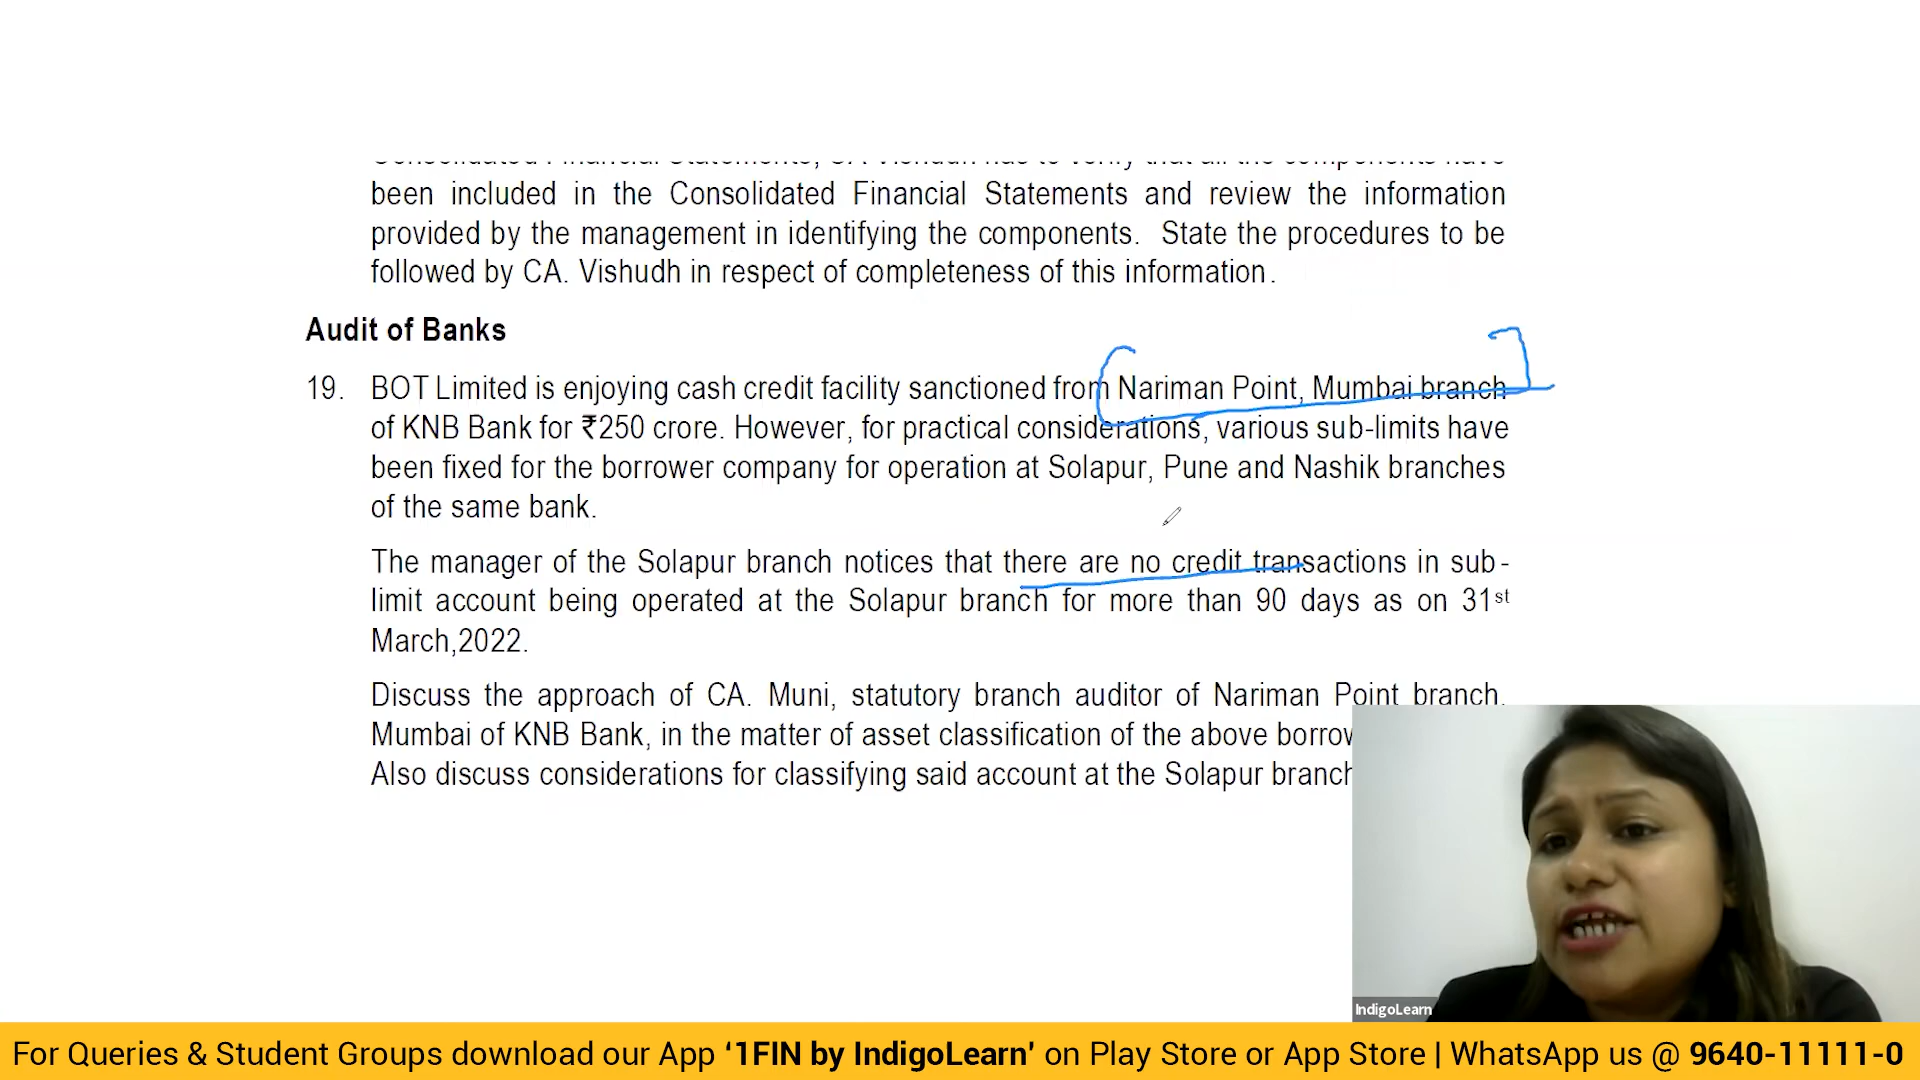 been included in the Consolidated Financial Statements and review the information
provided by the management in identifying the components. State the procedures to be
followed by CA. Vishudh in respect of completeness of this information.
Audit of Banks
19. BOT Limited is enjoying cash credit facility sanctioned from Nariman Point, Mumbai branch
of KNB Bank for ₹250 crore. However, for practical considerations, various sub-limits have
been fixed for the borrower company for operation at Solapur, Pune and Nashik branches
of the same bank.
The manager of the Solapur branch notices that there are no credit transactions in sub-
limit account being operated at the Solapur branch for more than 90 days as on 31st
March,2022.
Discuss the approach of CA. Muni, statutory branch auditor of Nariman Point branch,
Mumbai of KNB Bank, in the matter of asset classification of the above
Also discuss considerations for classifying said account at the Solapur branch
IndigoLearn
For Queries & Student Groups download our App ‘1FIN by IndigoLearn’ on Play Store or App Store | WhatsApp us @ 9640-11111-0